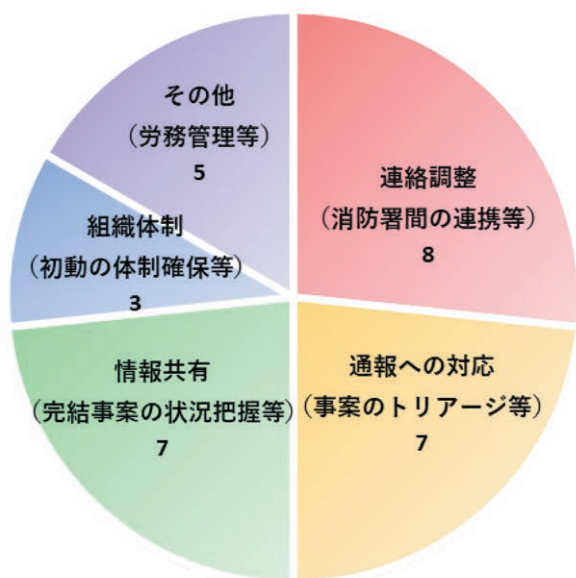 その他
（労務管理等）
5
連絡調整
（消防署間の連携等）
8
組織体制
（初動の体制確保等）
3
情報共有
（完結事案の状況把握等）
7
通報への対応
（事案のトリアージ等）
7